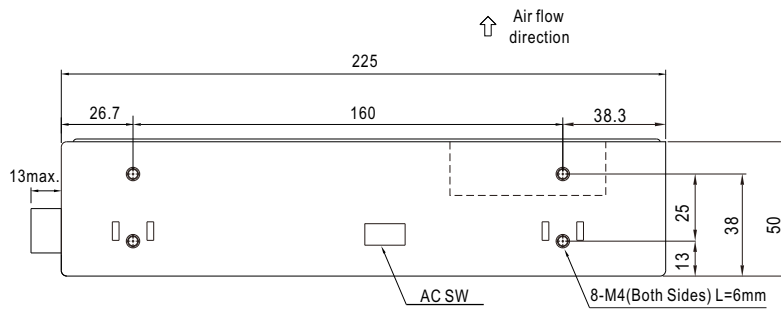 Air flow
direction
225
26.7
160
38.3
13max.
25
38
50
13
AC SW
8-M4(Both Sides) L=6mm